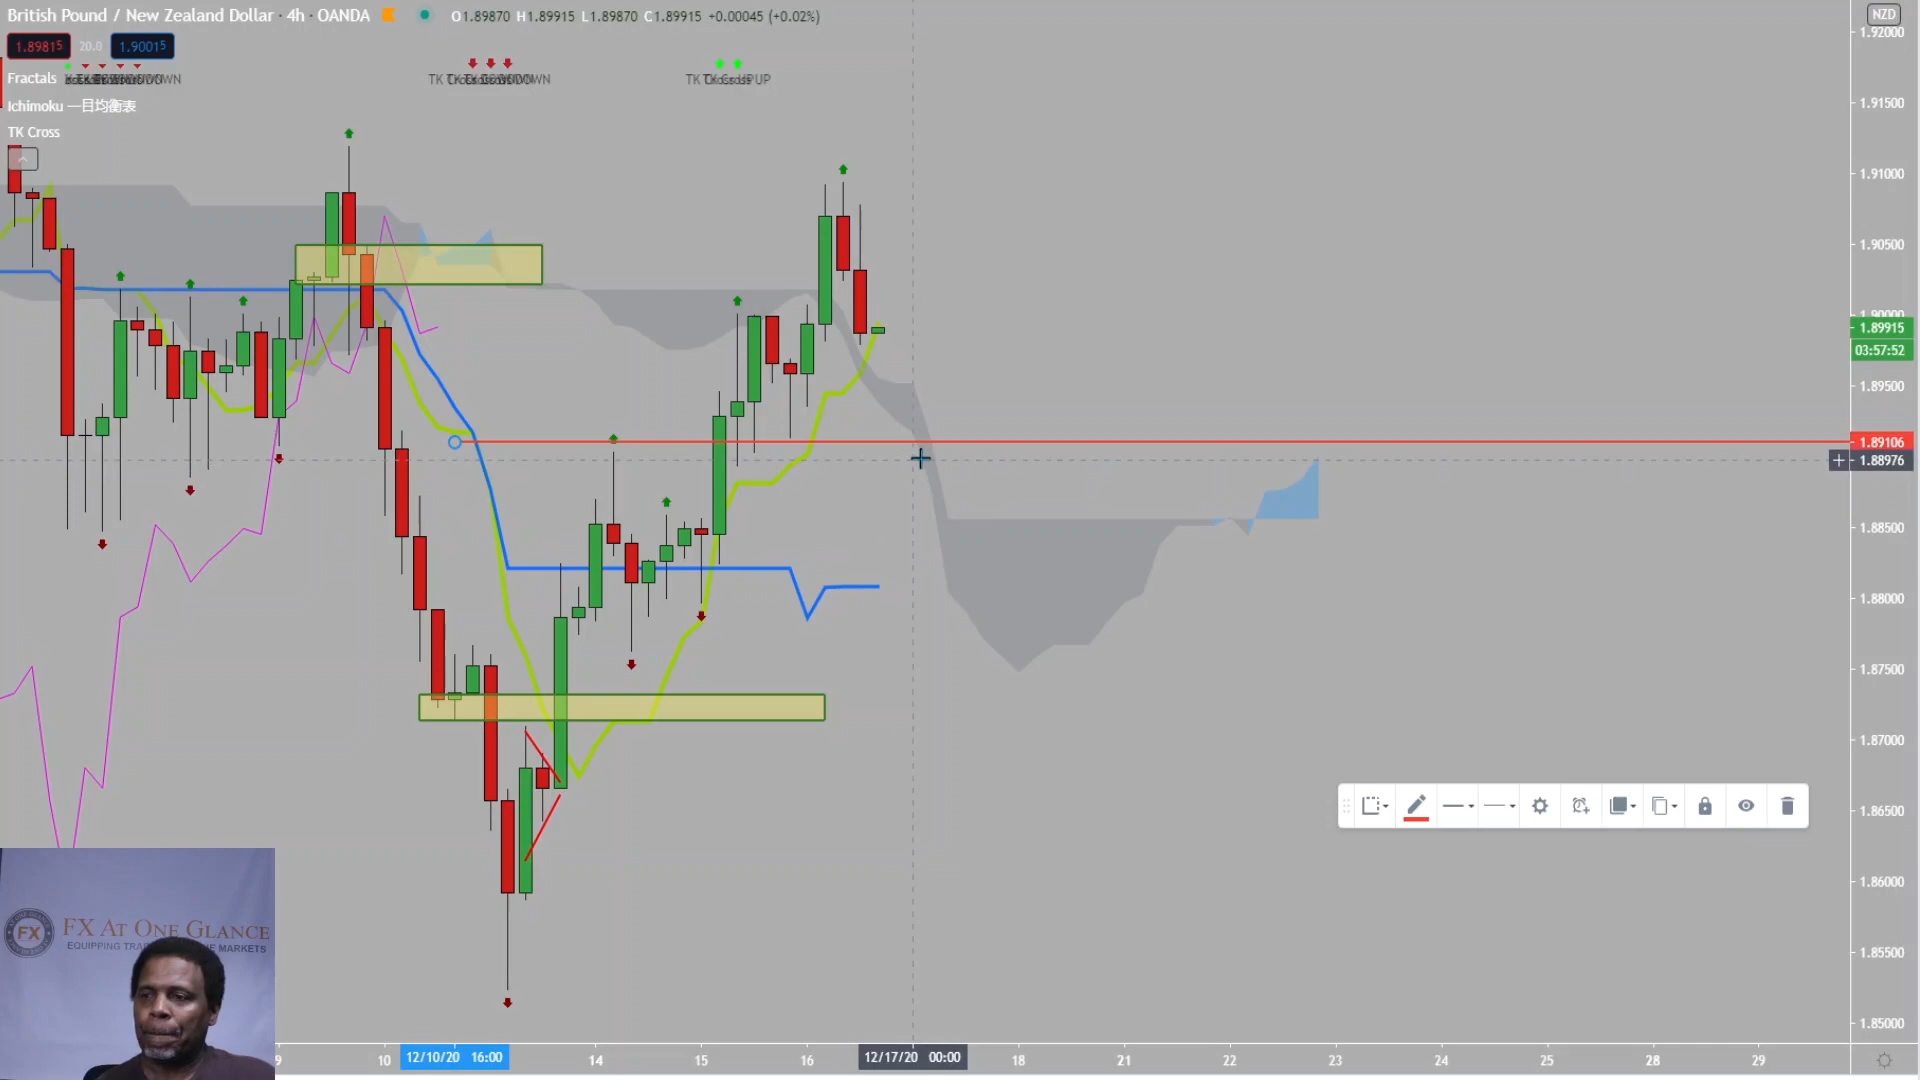 British Pound / New Zealand Dollar · 4h · OANDA O1.89870 H1.89915 L1.89870 C1.89915 +0.00045 (+0.02%)
NZD
1.89815 20.0 1.90015
Fractals
Ichimoku 一目均衡表
TK Cross
1.92000
1.91500
1.91000
1.90500
1.90000
1.89915
03:57:52
1.89500
1.89106
1.88976
1.88500
1.88000
1.87500
1.87000
1.86500
1.86000
1.85500
1.85000
FX
FX At One Glance
9 10 12/10/20 16:00 14 15 16 12/17/20 00:00 18 21 22 23 24 25 28 29